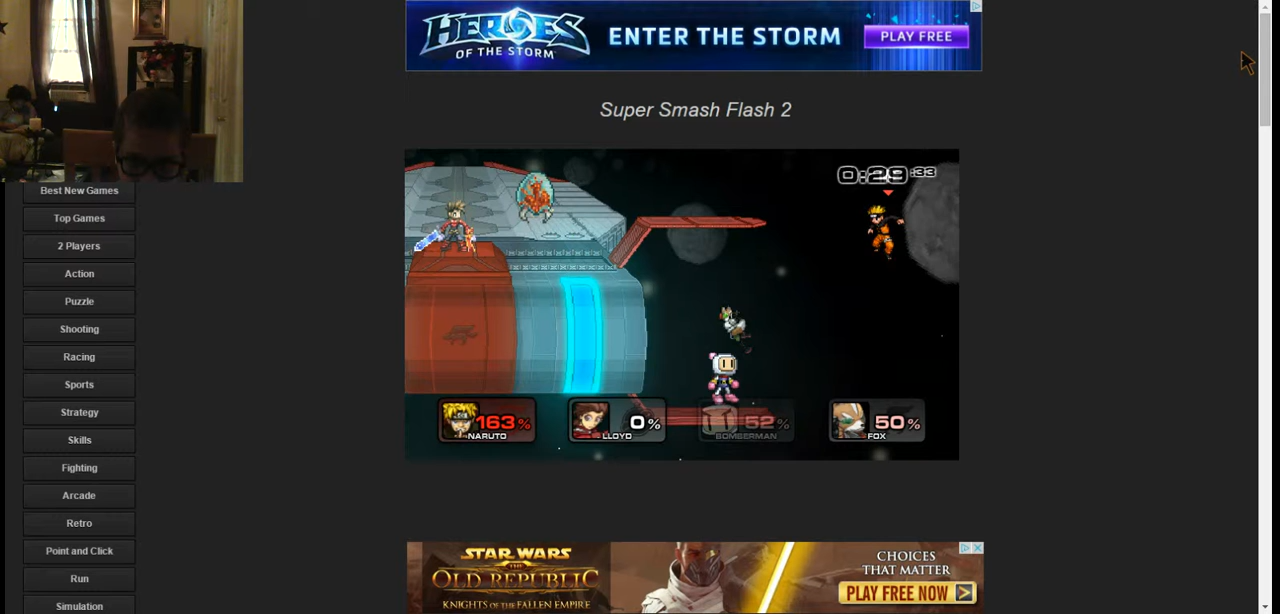 HEROES
OF THE STORM
ENTER THE STORM
PLAY FREE
Super Smash Flash 2
0:29:33
Best New Games
Top Games
2 Players
Action
Puzzle
Shooting
Racing
Sports
Strategy
Skills
Fighting
Arcade
Retro
Point and Click
Run
Simulation
163%
NARUTO
0%
LLOYD
52%
BOMBERMAN
50%
FOX
STAR WARS
THE
OLD REPUBLIC
KNIGHTS OF THE FALLEN EMPIRE
CHOICES
THAT MATTER
PLAY FREE NOW